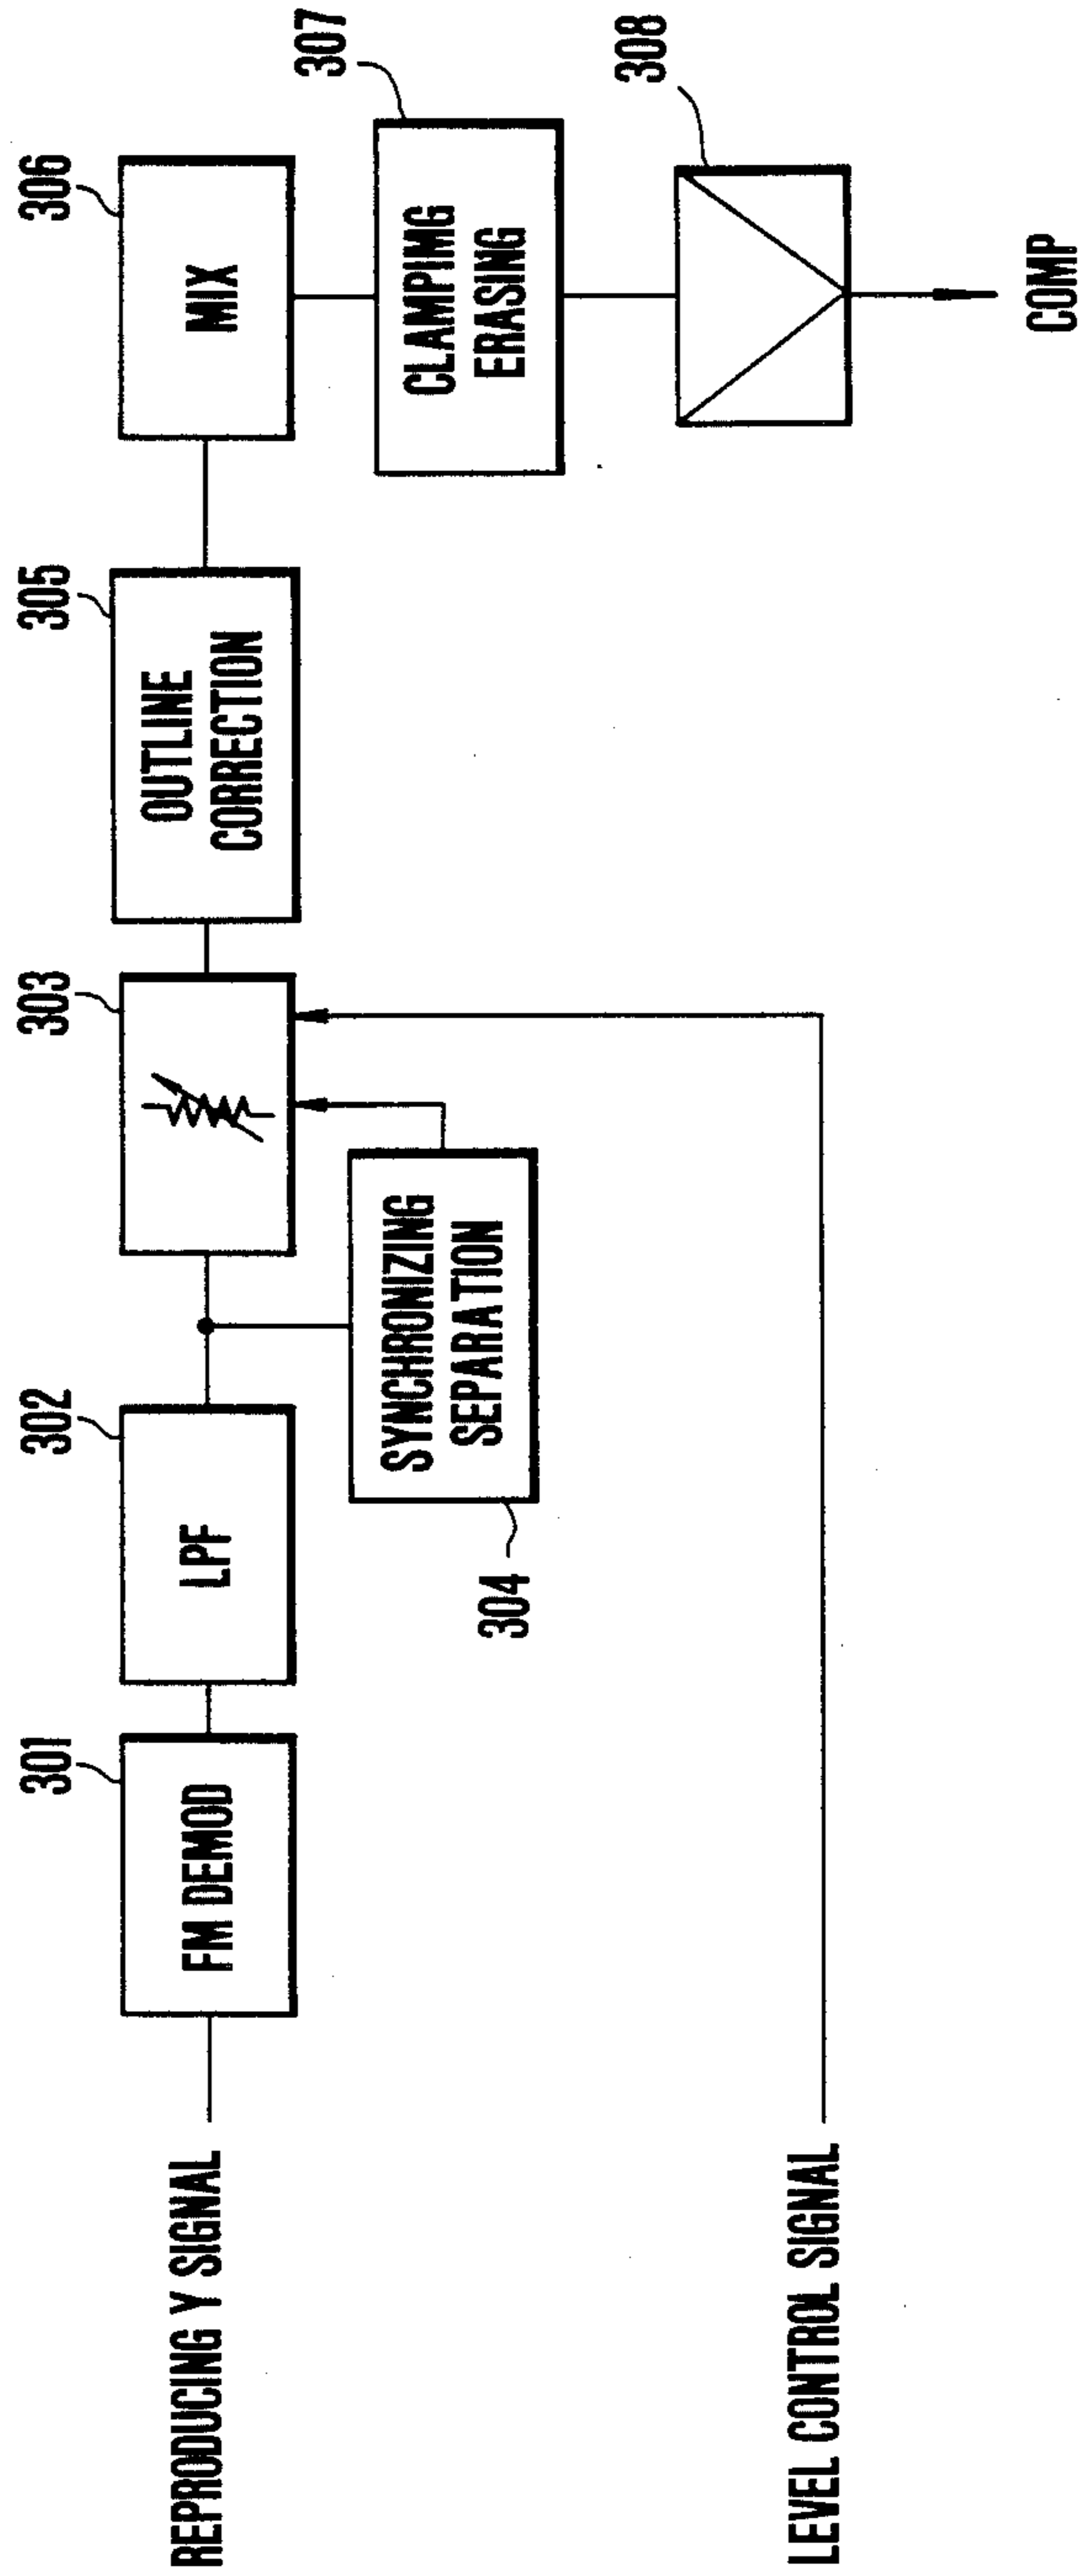 REPRODUCING Y SIGNAL
301
FM DEMOD
302
LPF
303
304
SYNCHRONIZING
SEPARATION
305
OUTLINE
CORRECTION
306
MIX
307
CLAMPIMG
ERASING
308
COMP
LEVEL CONTROL SIGNAL